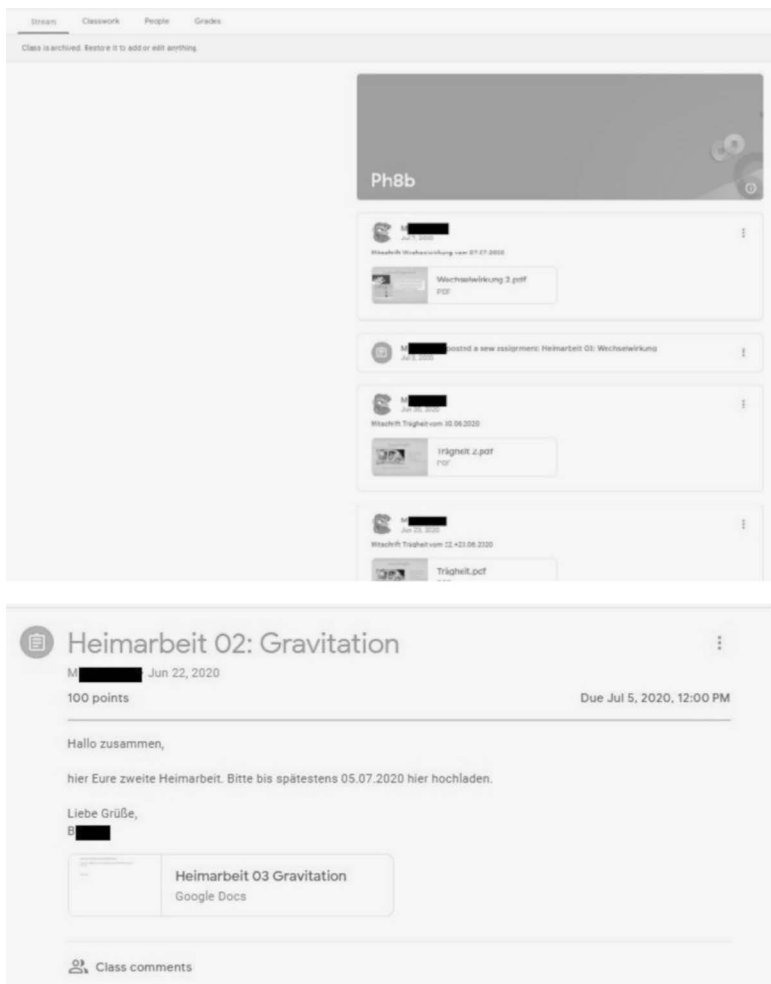 Stream Classwork People Grades
Class is archived. Restore it to add or edit anything.
Ph8b
M
Jul 7, 2020
Mitschrift Wechselwirkung vom 07.07.2020
Wechselwirkung 2.pdf
PDF
M posted a new assignment: Heimarbeit 03: Wechselwirkung
M
2020
Mitschrift Trägheit vom 30.06.2020
Trägheit 2.pdf
PDF
M
Jun 23, 2020
Mitschrift Trägheit vom 22.+23.06.2020
Trägheit.pdf
Heimarbeit 02: Gravitation
M Jun 22, 2020
100 points Due Jul 5, 2020, 12:00 PM
Hallo zusammen,
hier Eure zweite Heimarbeit. Bitte bis spätestens 05.07.2020 hier hochladen.
Liebe Grüße,
B
Heimarbeit 03 Gravitation
Google Docs
Class comments